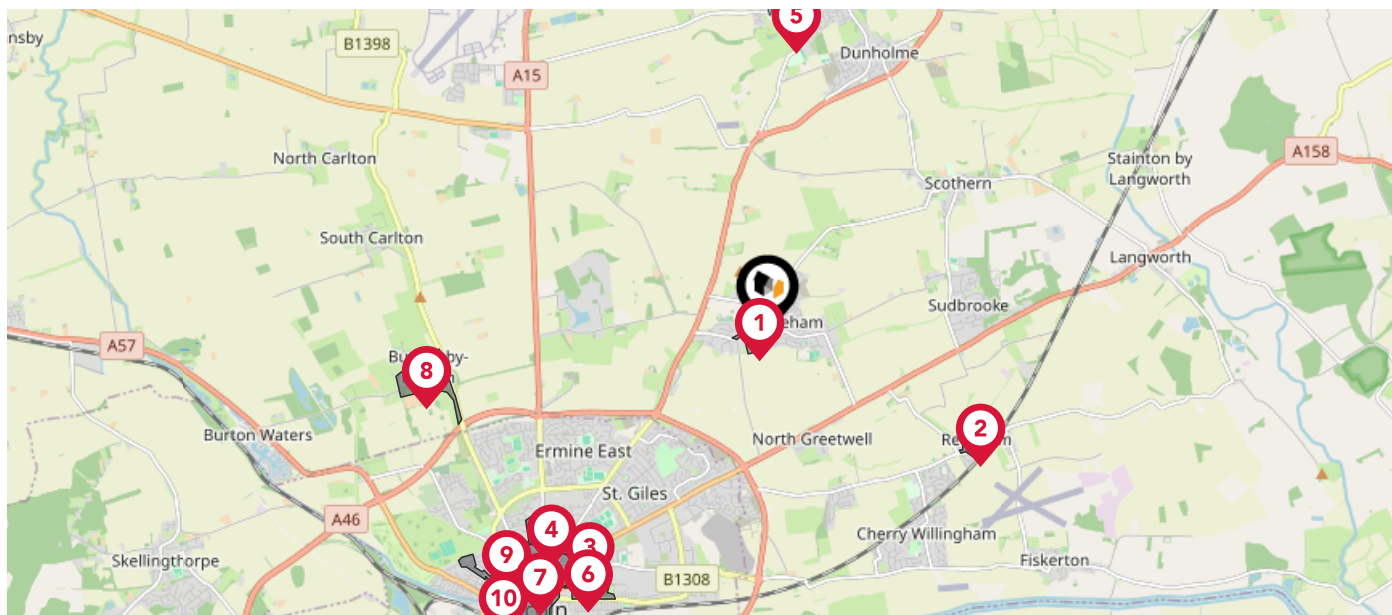 nsby
B1398
5
Dunholme
A15
North Carlton
Stainton by
Langworth
A158
Scothern
South Carlton
Langworth
Sudbrooke
1
eham
A57
8
Burton Waters
Ermine East
North Greetwell
2
St. Giles
A46
4
9
3
Cherry Willingham
Skellingthorpe
7
6
B1308
Fiskerton
10